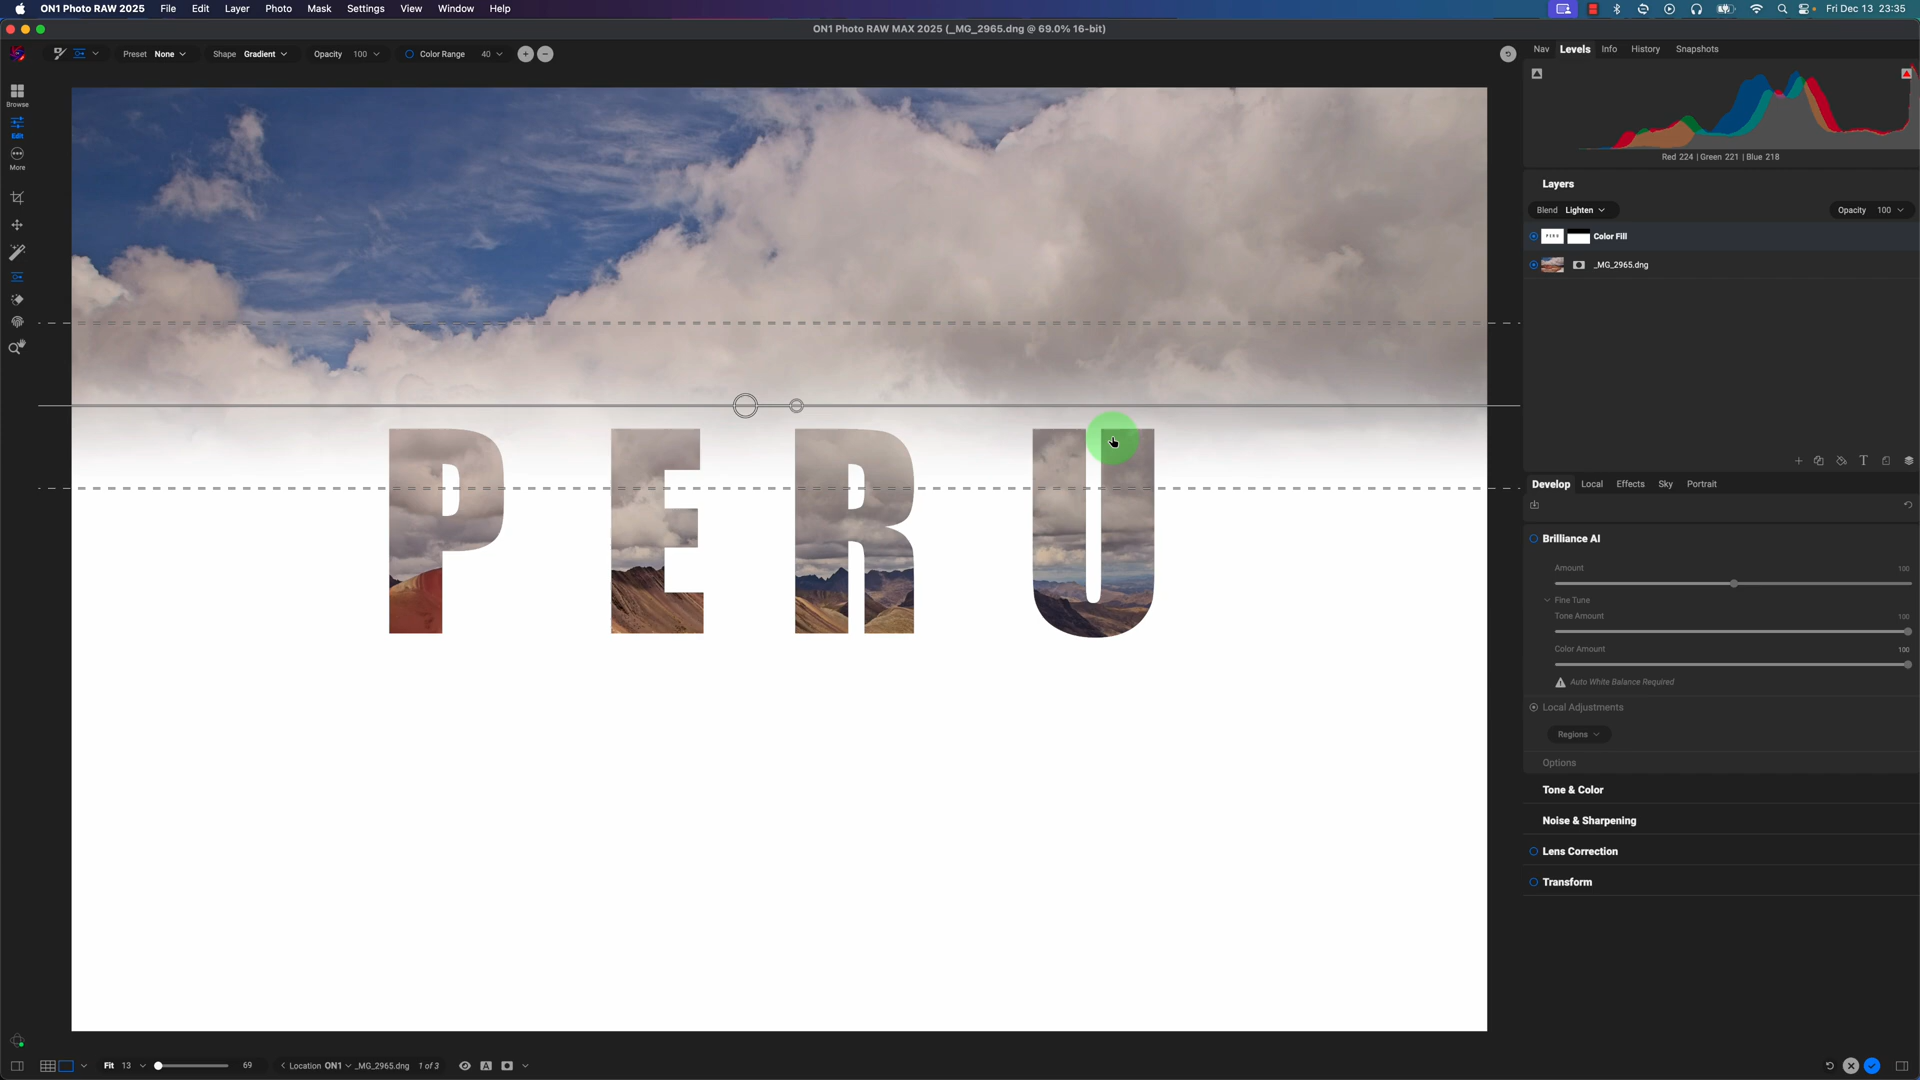 ON1 Photo RAW 2025 File Edit Layer Photo Mask Settings View Window Help Fri Dec 13 23:35
ON1 Photo RAW MAX 2025 (_MG_2965.dng @ 69.0% 16-bit)
Preset None Shape Gradient Opacity 100 Color Range 40
Nav Levels Info History Snapshots
Browse
Edit
More
Red 224 | Green 221 | Blue 218
Layers
Blend Lighten Opacity 100
PERU Color Fill
_MG_2965.dng
PERU
T
Develop Local Effects Sky Portrait
Brilliance AI
Amount 100
Fine Tune
Tone Amount 100
Color Amount 100
Auto White Balance Required
Local Adjustments
Regions
Options
Tone & Color
Noise & Sharpening
Lens Correction
Transform
Fit 13 69 Location ON1 _MG_2965.dng 1 of 3 A